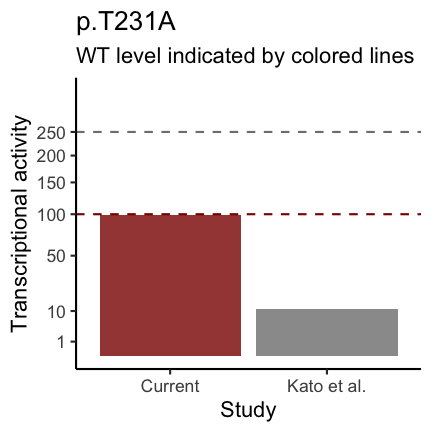 p.T231A
WT level indicated by colored lines
Transcriptional activity
250
200
150
100
50
10
1
Current
Kato et al.
Study